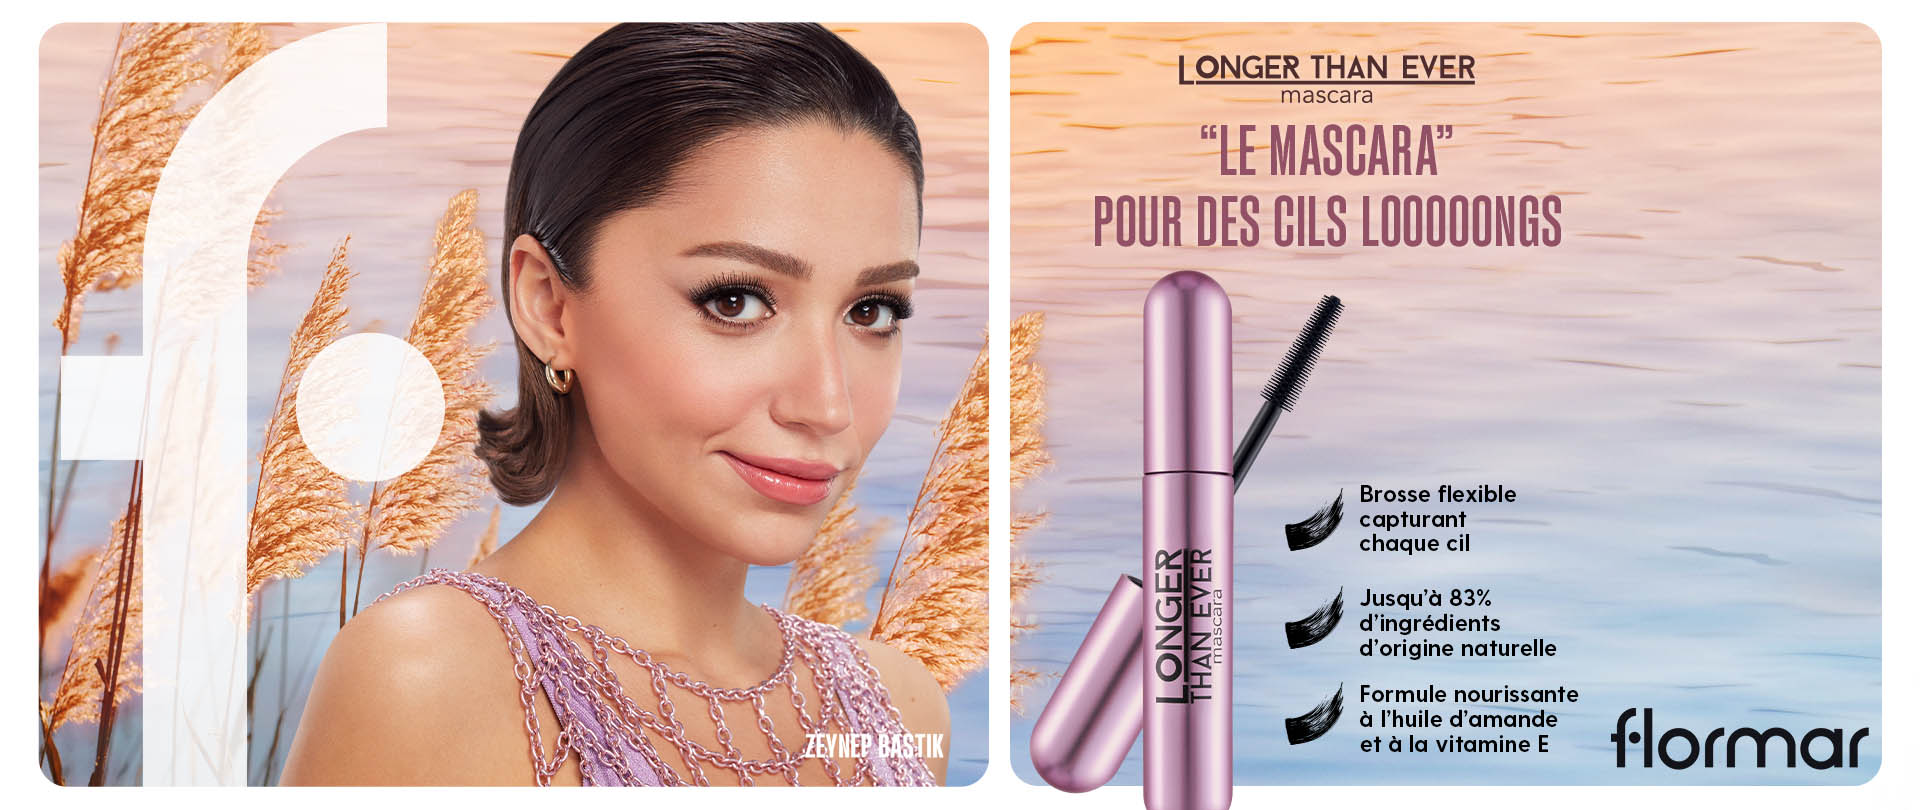 f.
ZEYNEP BASTIK
LONGER THAN EVER
mascara
“LE MASCARA”
POUR DES CILS LOOOOONGS
LONGER
THAN EVER
mascara
Brosse flexible
capturant
chaque cil
Jusqu’à 83%
d’ingrédients
d’origine naturelle
Formule nourissante
à l’huile d’amande
et à la vitamine E
flormar